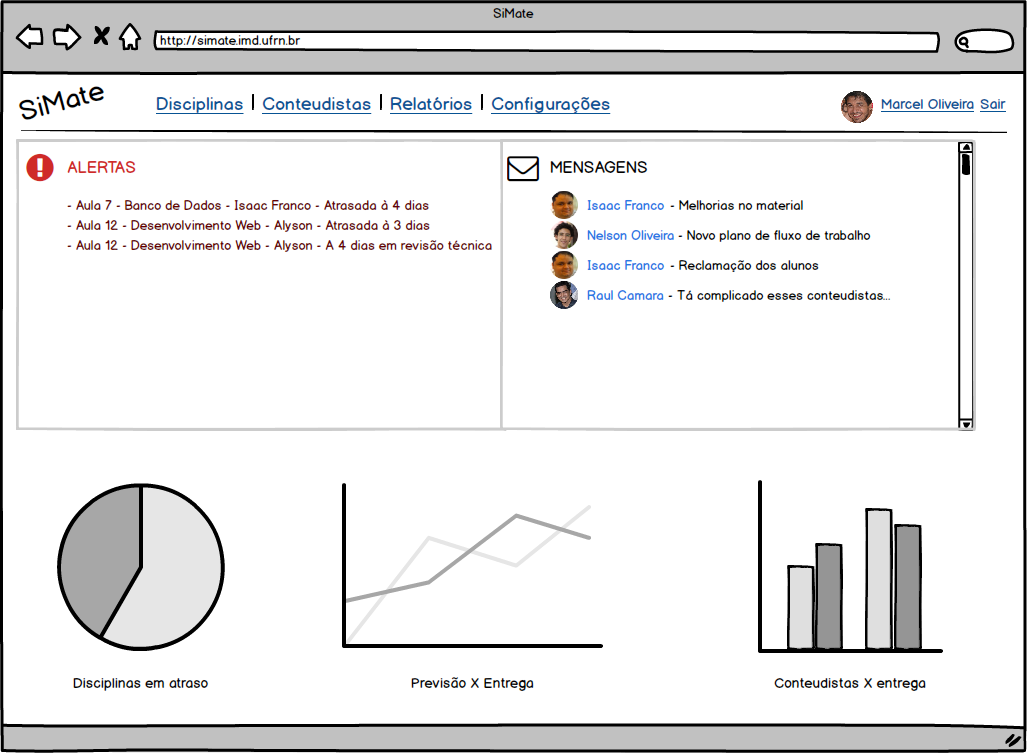 SiMate
http://simate.imd.ufrn.br
SiMate
Disciplinas | Conteudistas | Relatórios | Configurações
Marcel Oliveira Sair
ALERTAS
- Aula 7 - Banco de Dados - Isaac Franco - Atrasada à 4 dias
- Aula 12 - Desenvolvimento Web - Alyson - Atrasada à 3 dias
- Aula 12 - Desenvolvimento Web - Alyson - A 4 dias em revisão técnica
MENSAGENS
Isaac Franco - Melhorias no material
Nelson Oliveira - Novo plano de fluxo de trabalho
Isaac Franco - Reclamação dos alunos
Raul Camara - Tá complicado esses conteudistas...
Disciplinas em atraso
Previsão X Entrega
Conteudistas X entrega